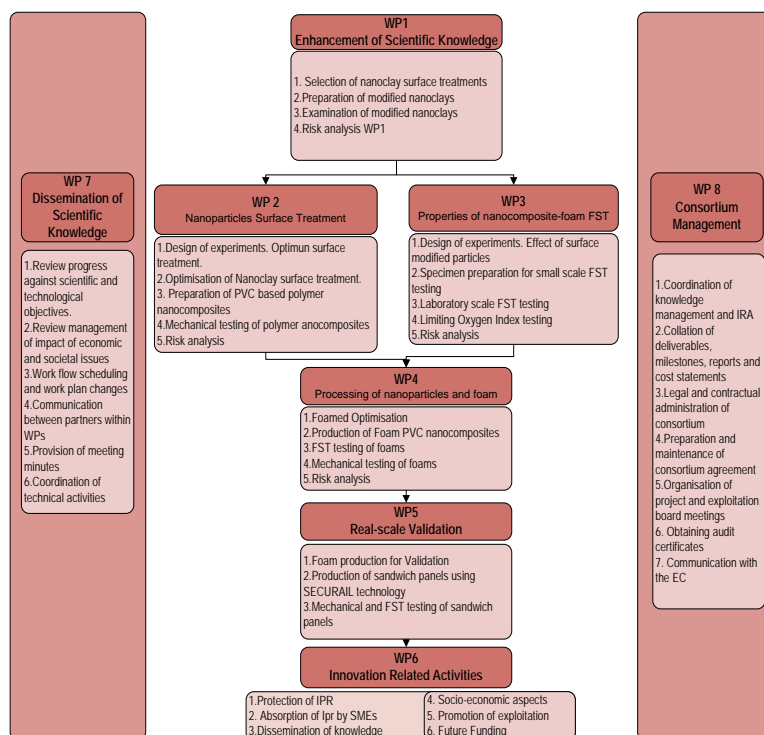 WP1
Enhancement of Scientific Knowledge
1. Selection of nanoclay surface treatments
2.Preparation of modified nanoclays
3.Examination of modified nanoclays
4.Risk analysis WP1
WP 7
Dissemination of
Scientific
Knowledge
1.Review progress
against scientific and
technological
objectives.
2.Review management
of impact of economic
and societal issues
3.Work flow scheduling
and work plan changes
4.Communication
between partners within
WPs
5.Provision of meeting
minutes
6.Coordination of
technical activities
WP 2
Nanoparticles Surface Treatment
1.Design of experiments. Optimun surface
treatment.
2.Optimisation of Nanoclay surface treatment.
3. Preparation of PVC based polymer
nanocomposites
4.Mechanical testing of polymer anocomposites
5.Risk analysis
WP3
Properties of nanocomposite-foam FST
1.Design of experiments. Effect of surface
modified particles
2.Specimen preparation for small scale FST
testing
3.Laboratory scale FST testing
4.Limiting Oxygen Index testing
5.Risk analysis
WP 8
Consortium
Management
1.Coordination of
knowledge
management and IRA
2.Collation of
deliverables,
milestones, reports and
cost statements
3.Legal and contractual
administration of
consortium
4.Preparation and
maintenance of
consortium agreement
5.Organisation of
project and exploitation
board meetings
6. Obtaining audit
certificates
7. Communication with
the EC
WP4
Processing of nanoparticles and foam
1.Foamed Optimisation
2.Production of Foam PVC nanocomposites
3.FST testing of foams
4.Mechanical testing of foams
5.Risk analysis
WP5
Real-scale Validation
1.Foam production for Validation
2.Production of sandwich panels using
SECURAIL technology
3.Mechanical and FST testing of sandwich
panels
WP6
Innovation Related Activities
1.Protection of IPR
2. Absorption of Ipr by SMEs
3.Dissemination of knowledge
4. Socio-economic aspects
5. Promotion of exploitation
6. Future Funding